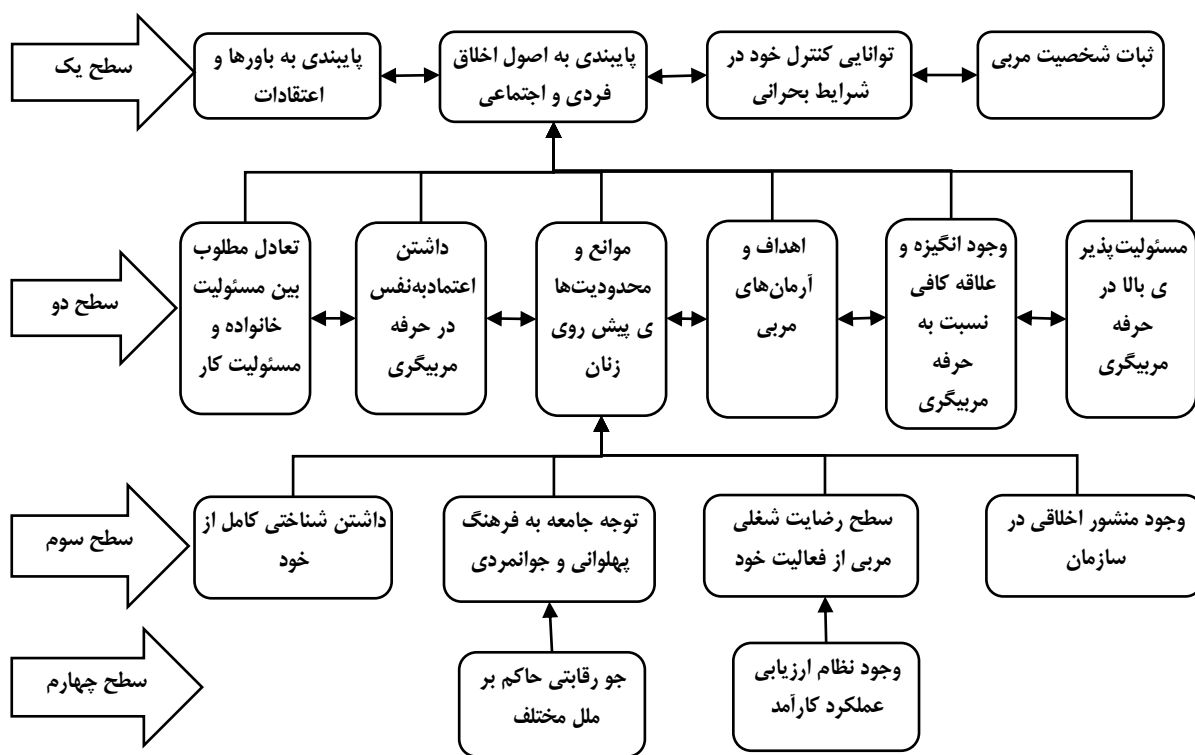 سطح یک
ثبات شخصیت مربی
توانایی کنترل خود در
شرایط بحرانی
پایبندی به اصول اخلاق
فردی و اجتماعی
پایبندی به باورها و
اعتقادات
سطح دو
مسئولیت‌پذیر
ی بالا در
حرفه
مربیگری
وجود انگیزه و
علاقه کافی
نسبت به
حرفه
مربیگری
اهداف و
آرمان‌های
مربی
موانع و
محدودیت‌ها
ی پیش روی
زنان
داشتن
اعتمادبه‌نفس
در حرفه
مربیگری
تعادل مطلوب
بین مسئولیت
خانواده و
مسئولیت کار
سطح سوم
وجود منشور اخلاقی در
سازمان
سطح رضایت شغلی
مربی از فعالیت خود
توجه جامعه به فرهنگ
پهلوانی و جوانمردی
داشتن شناختی کامل از
خود
سطح چهارم
وجود نظام ارزیابی
عملکرد کارآمد
جو رقابتی حاکم بر
ملل مختلف